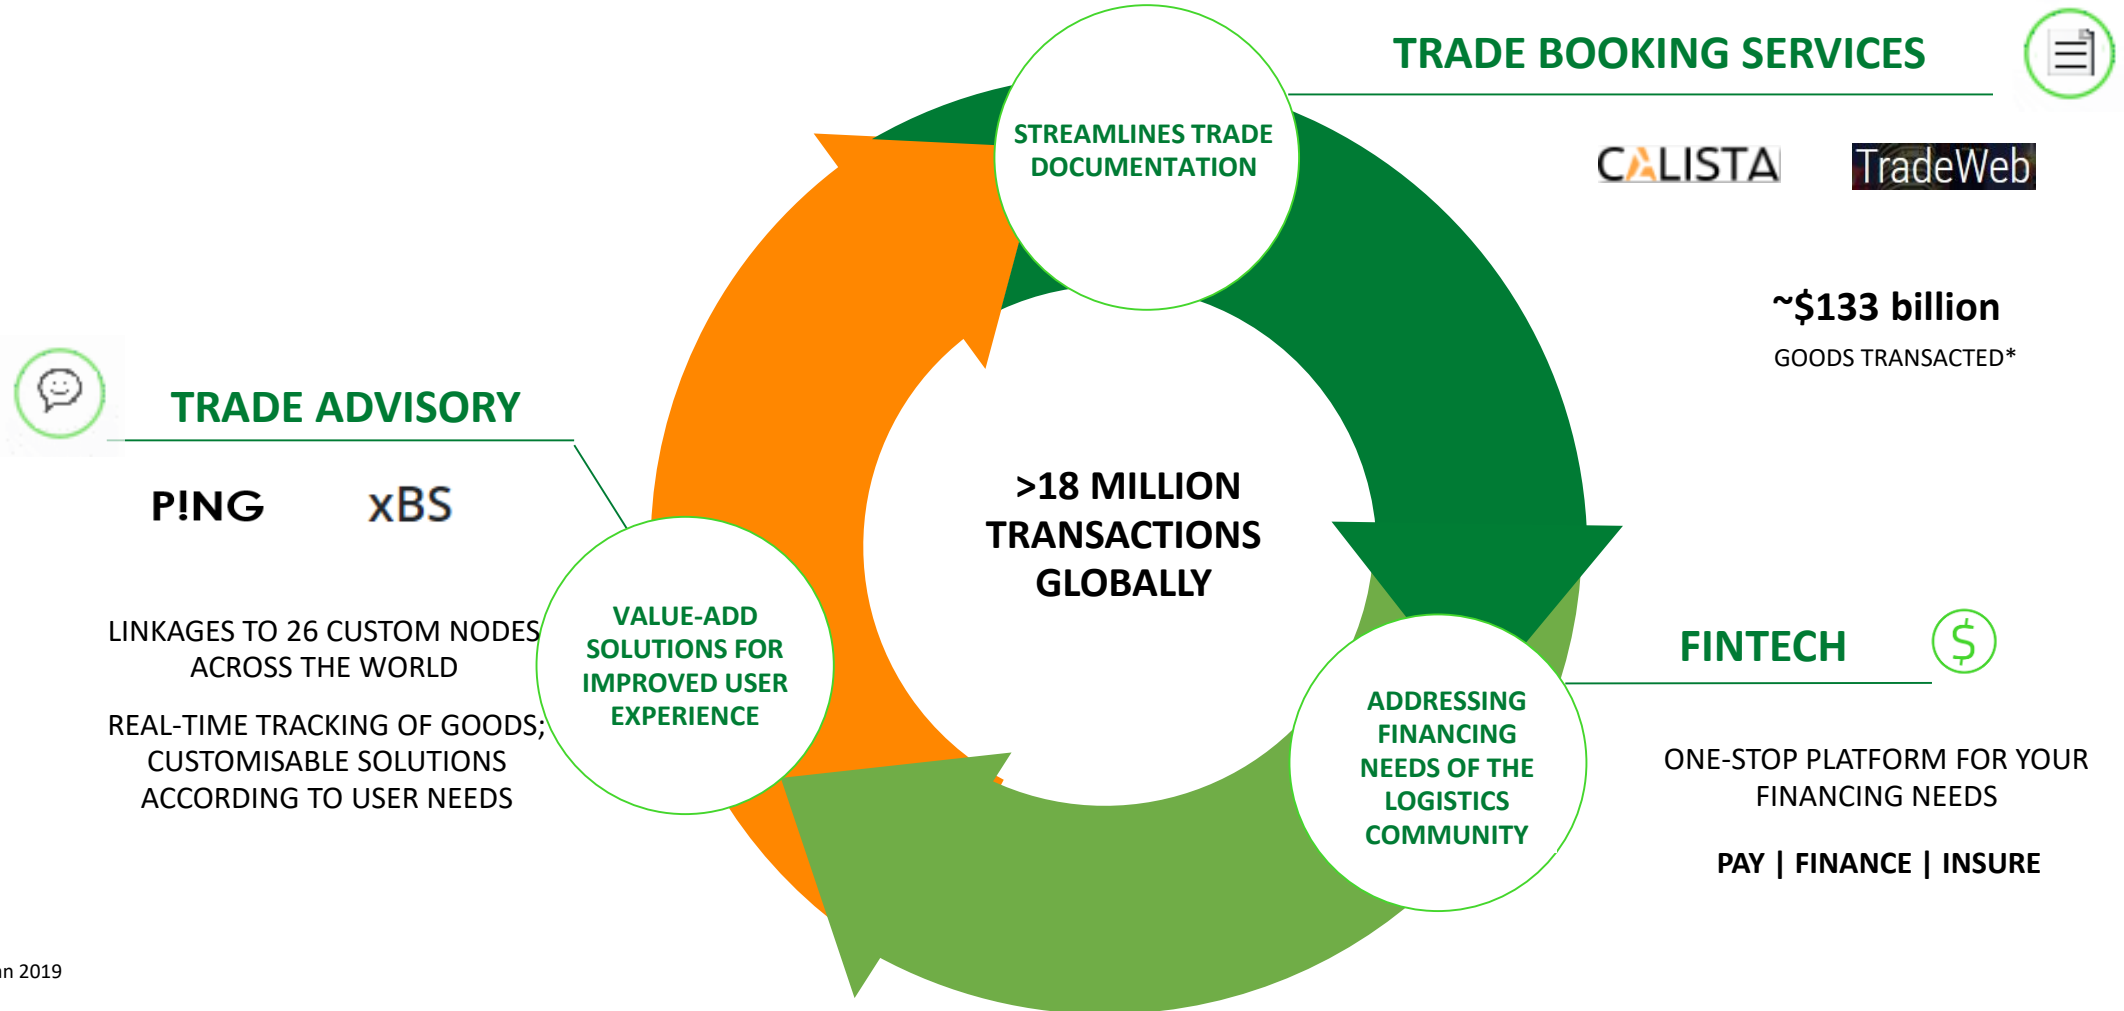 TRADE BOOKING SERVICES
STREAMLINES TRADE
DOCUMENTATION
CALISTA
TradeWeb
~$133 billion
GOODS TRANSACTED*
TRADE ADVISORY
P!NG
xBS
>18 MILLION
TRANSACTIONS
GLOBALLY
LINKAGES TO 26 CUSTOM NODES
ACROSS THE WORLD
REAL-TIME TRACKING OF GOODS;
CUSTOMISABLE SOLUTIONS
ACCORDING TO USER NEEDS
VALUE-ADD
SOLUTIONS FOR
IMPROVED USER
EXPERIENCE
FINTECH
$
ADDRESSING
FINANCING
NEEDS OF THE
LOGISTICS
COMMUNITY
ONE-STOP PLATFORM FOR YOUR
FINANCING NEEDS
PAY | FINANCE | INSURE
2019